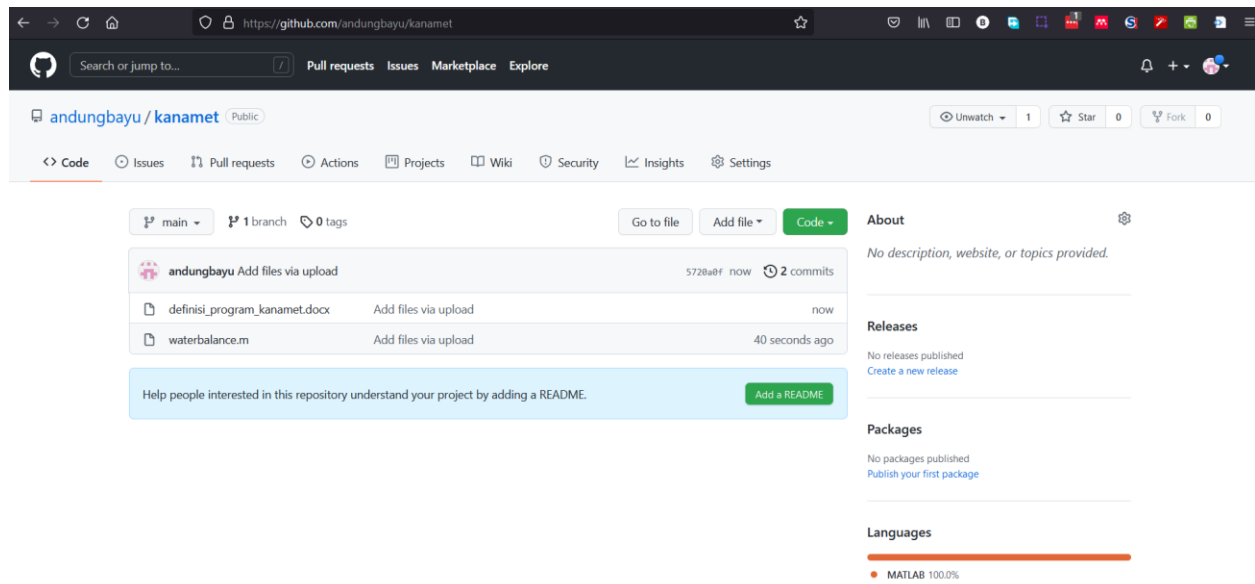 https://github.com/andungbayu/kanamet
1
Search or jump to... / Pull requests Issues Marketplace Explore
andungbayu / kanamet Public
Unwatch 1 Star 0 Fork 0
Code Issues Pull requests Actions Projects Wiki Security Insights Settings
main 1 branch 0 tags Go to file Add file Code
andungbayu Add files via upload 5720a0f now 2 commits
definisi_program_kanamet.docx Add files via upload now
waterbalance.m Add files via upload 40 seconds ago
Help people interested in this repository understand your project by adding a README. Add a README
About
No description, website, or topics provided.
Releases
No releases published
Create a new release
Packages
No packages published
Publish your first package
Languages
MATLAB 100.0%